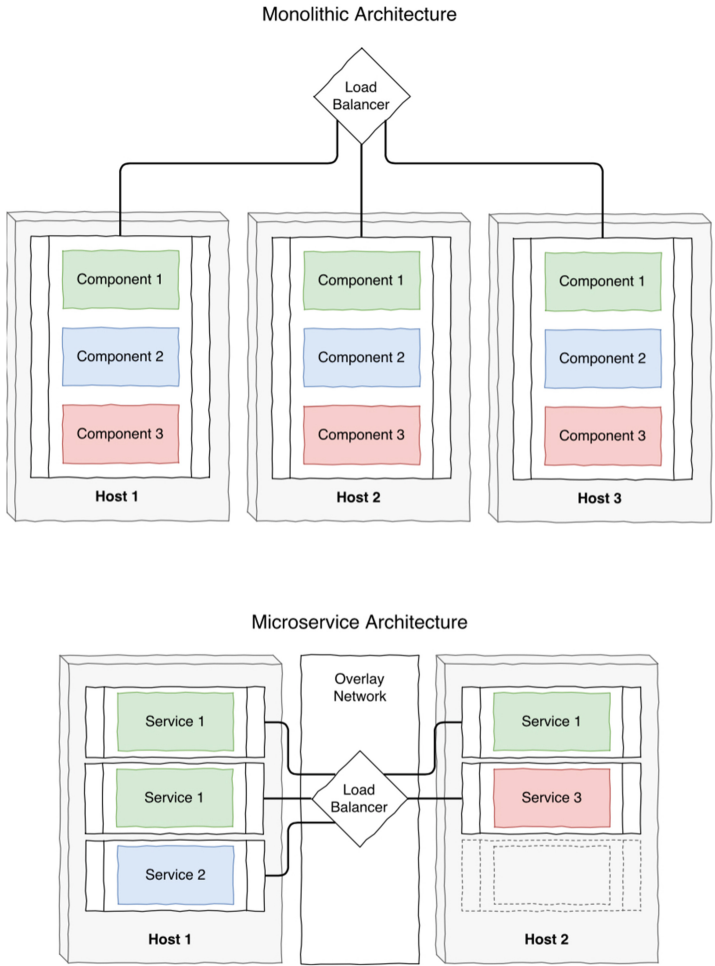 Monolithic Architecture
Load
Balancer
Component 1
Component 2
Component 3
Host 1
Component 1
Component 2
Component 3
Host 2
Component 1
Component 2
Component 3
Host 3
Microservice Architecture
Service 1
Service 1
Service 2
Host 1
Overlay
Network
Load
Balancer
Service 1
Service 3
Host 2